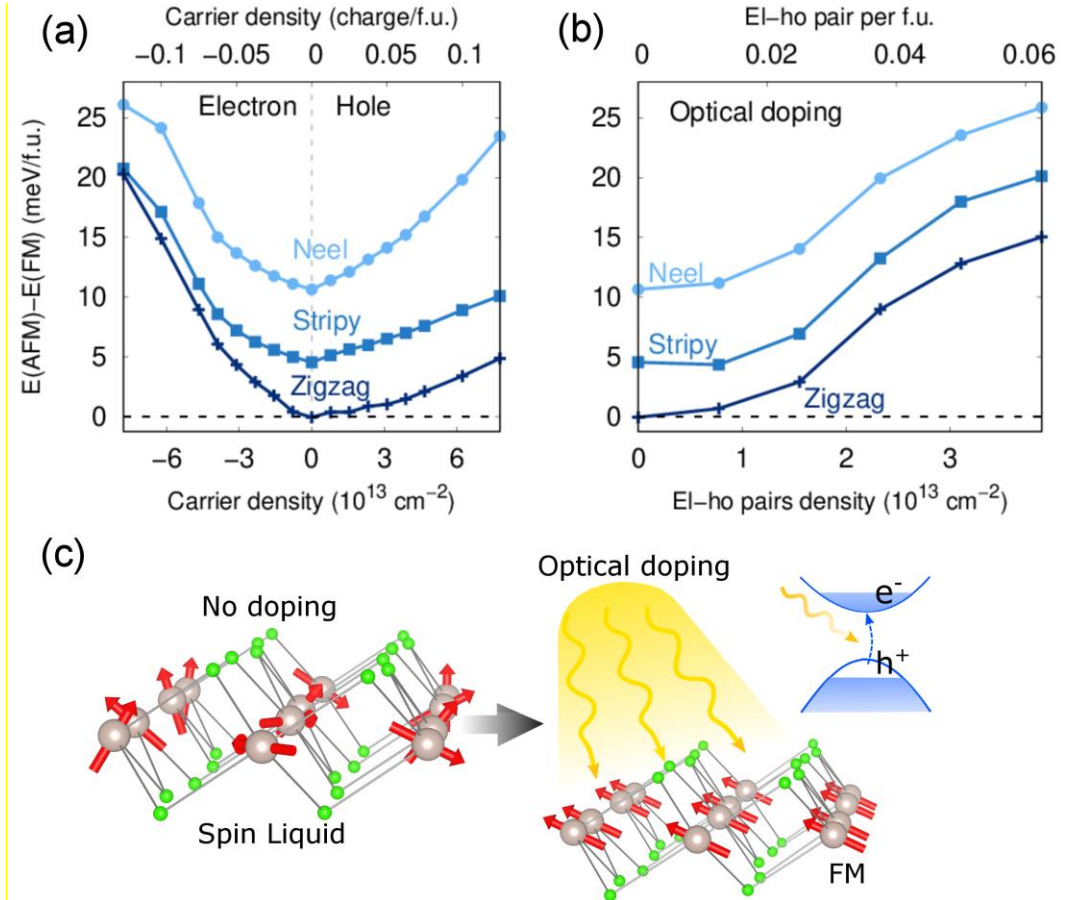 (a)
Carrier density (charge/f.u.)
−0.1 −0.05 0 0.05 0.1
E(AFM)−E(FM) (meV/f.u.)
25
20
15
10
5
0
Electron Hole
Neel
Stripy
Zigzag
−6 −3 0 3 6
Carrier density (10¹³ cm⁻²)
(b)
El−ho pair per f.u.
0 0.02 0.04 0.06
25
20
15
10
5
0
Optical doping
Neel
Stripy
Zigzag
0 1 2 3
El−ho pairs density (10¹³ cm⁻²)
(c)
No doping
Spin Liquid
Optical doping
e⁻
h⁺
FM